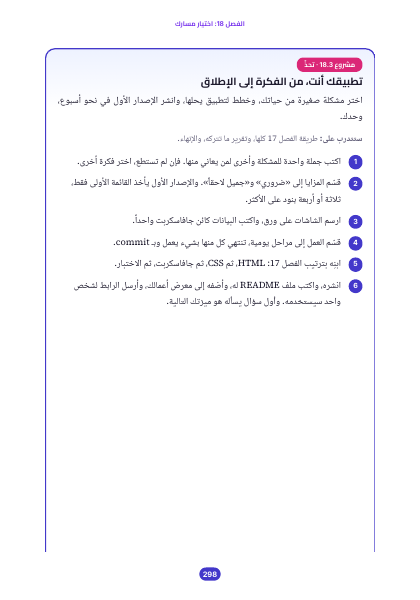 الفصل 18: اختيار مسارك
مشروع 18.3 · تحدٍّ
تطبيقك أنت، من الفكرة إلى الإطلاق
اختر مشكلة صغيرة من حياتك، وخطط لتطبيق يحلها، وانشر الإصدار الأول في نحو أسبوع،
وحدك.
ستتدرب على: طريقة الفصل 17 كلها، وتقرير ما تتركه، والإنهاء.
1 اكتب جملة واحدة للمشكلة وأخرى لمن يعاني منها. فإن لم تستطع، اختر فكرة أخرى.
2 قسّم المزايا إلى «ضروري» و«جميل لاحقاً». والإصدار الأول يأخذ القائمة الأولى فقط،
ثلاثة أو أربعة بنود على الأكثر.
3 ارسم الشاشات على ورق، واكتب البيانات كائن جافاسكربت واحداً.
4 قسّم العمل إلى مراحل يومية، تنتهي كل منها بشيء يعمل وبـ commit.
5 ابنِه بترتيب الفصل 17: HTML، ثم CSS، ثم جافاسكربت، ثم الاختبار.
6 انشره، واكتب ملف README له، وأضفه إلى معرض أعمالك، وأرسل الرابط لشخص
واحد سيستخدمه. وأول سؤال يسأله هو ميزتك التالية.
298